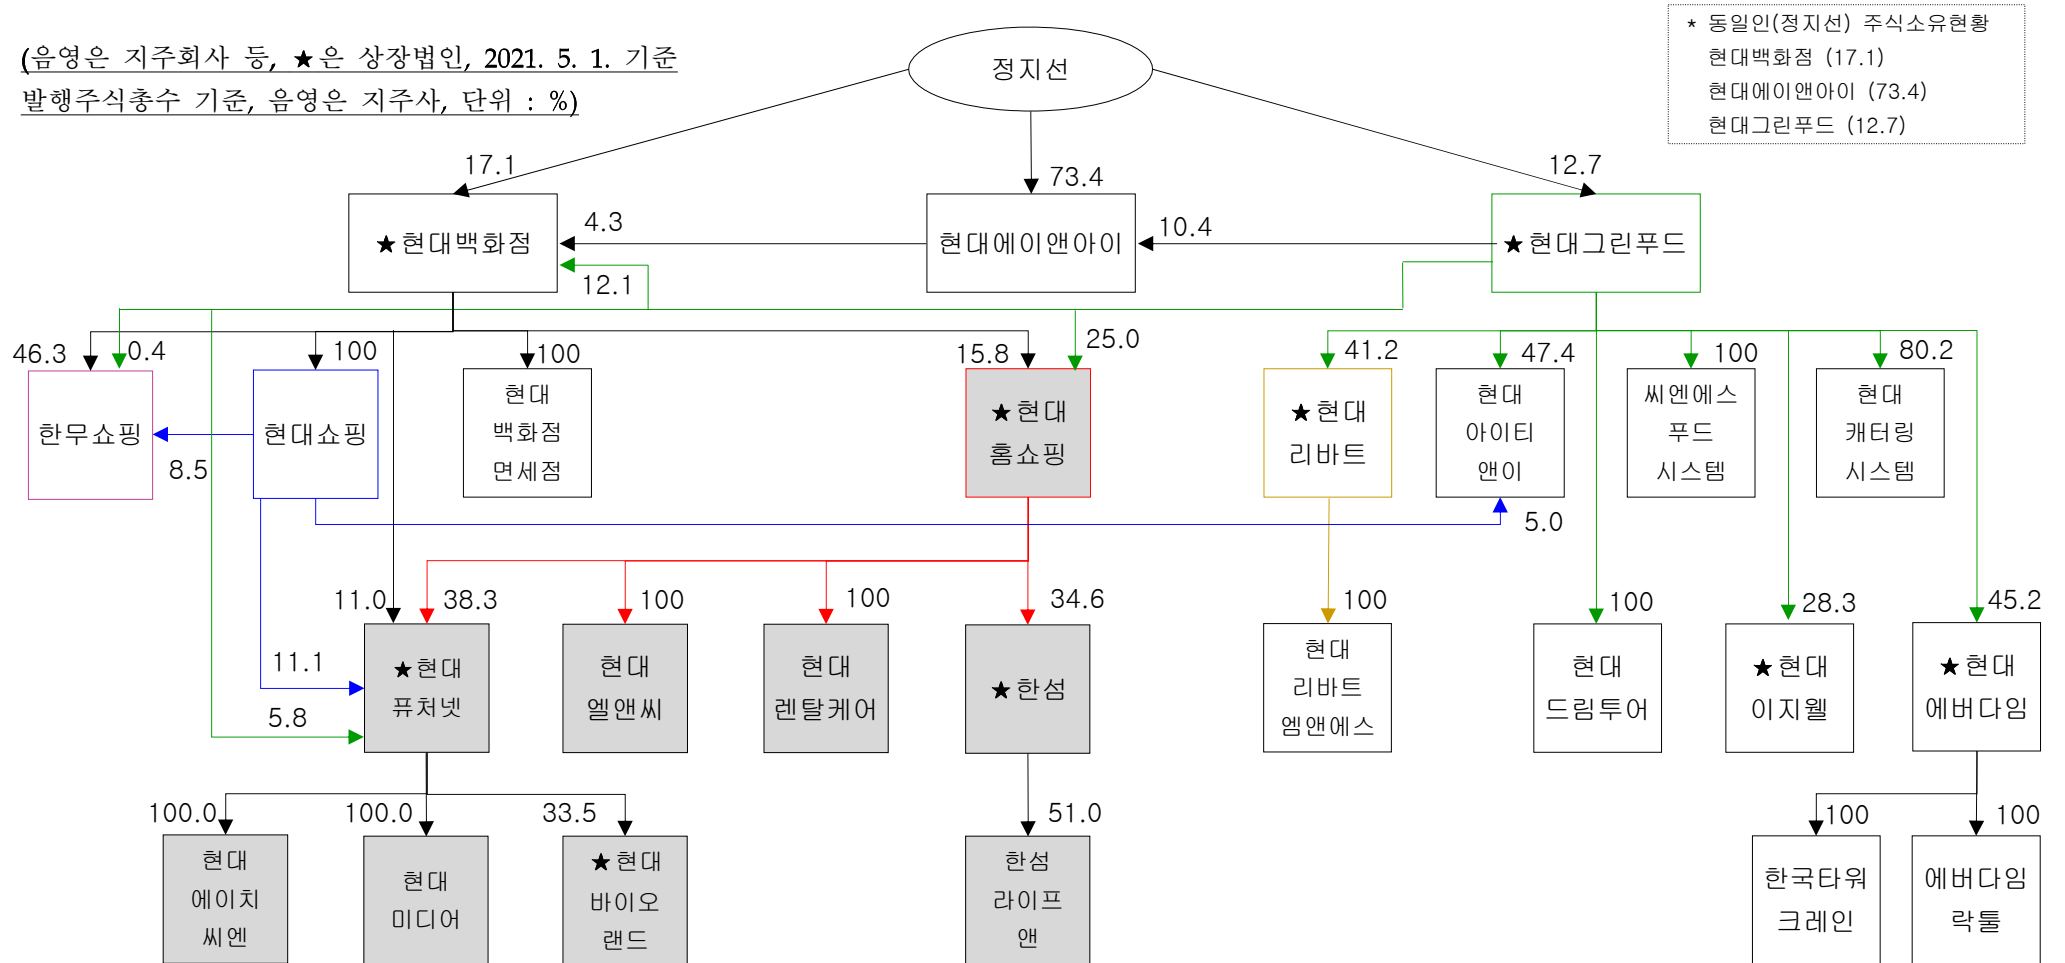 (음영은 지주회사 등, ★은 상장법인, 2021. 5. 1. 기준
발행주식총수 기준, 음영은 지주사, 단위 : %)
정지선
* 동일인(정지선) 주식소유현황
현대백화점 (17.1)
현대에이앤아이 (73.4)
현대그린푸드 (12.7)
17.1
73.4
12.7
★현대백화점
4.3
현대에이앤아이
10.4
★현대그린푸드
12.1
46.3
0.4
100
100
15.8
25.0
41.2
47.4
100
80.2
한무쇼핑
현대쇼핑
현대
백화점
면세점
★현대
홈쇼핑
★현대
리바트
현대
아이티
앤이
씨엔에스
푸드
시스템
현대
캐터링
시스템
8.5
5.0
11.0
38.3
100
100
34.6
100
100
28.3
45.2
11.1
5.8
★현대
퓨처넷
현대
엘앤씨
현대
렌탈케어
★한섬
현대
리바트
엠앤에스
현대
드림투어
★현대
이지웰
★현대
에버다임
100.0
100.0
33.5
51.0
100
100
현대
에이치
씨엔
현대
미디어
★현대
바이오
랜드
한섬
라이프
앤
한국타워
크레인
에버다임
락툴